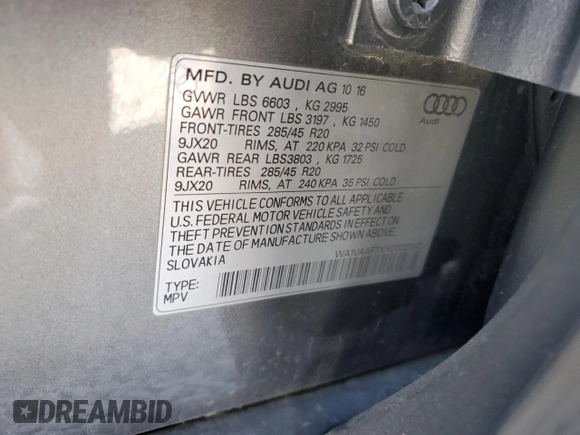 MFD. BY AUDI AG 10 16
GVWR LBS 6603 , KG 2995
GAWR FRONT LBS 3197 , KG 1450
FRONT-TIRES 285/45 R20
9JX20 RIMS, AT 220 KPA 32 PSI COLD
GAWR REAR LBS3803 , KG 1725
REAR-TIRES 285/45 R20
9JX20 RIMS, AT 240 KPA 35 PSI COLD
THIS VEHICLE CONFORMS TO ALL APPLICABLE
U.S. FEDERAL MOTOR VEHICLE SAFETY AND
THEFT PREVENTION STANDARDS IN EFFECT ON
THE DATE OF MANUFACTURE SHOWN ABOVE.
SLOVAKIA
TYPE:
MPV
Audi
DREAMBID